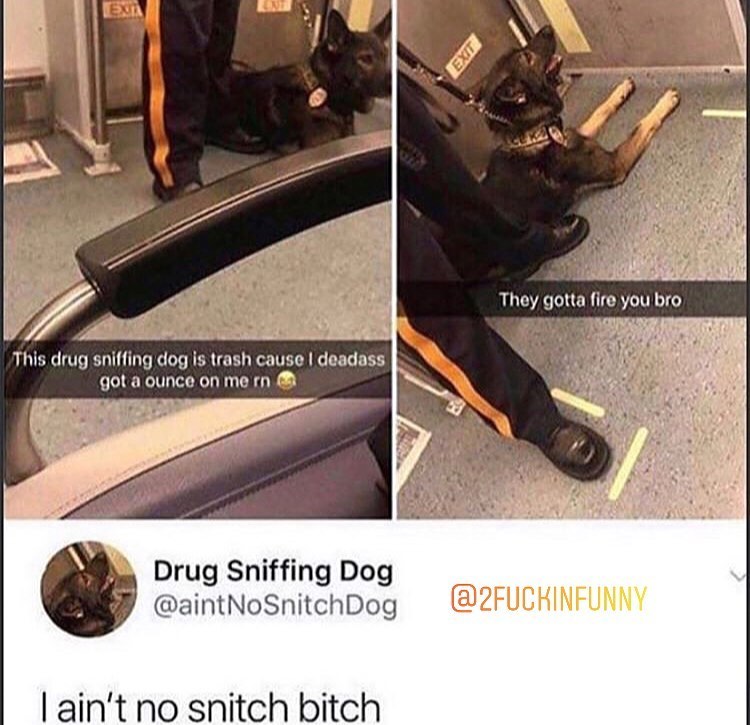 EXIT
EXIT
EXIT
This drug sniffing dog is trash cause I deadass
got a ounce on me rn 😂
They gotta fire you bro
Drug Sniffing Dog
@aintNoSnitchDog
@2FUCKINFUNNY
I ain't no snitch bitch